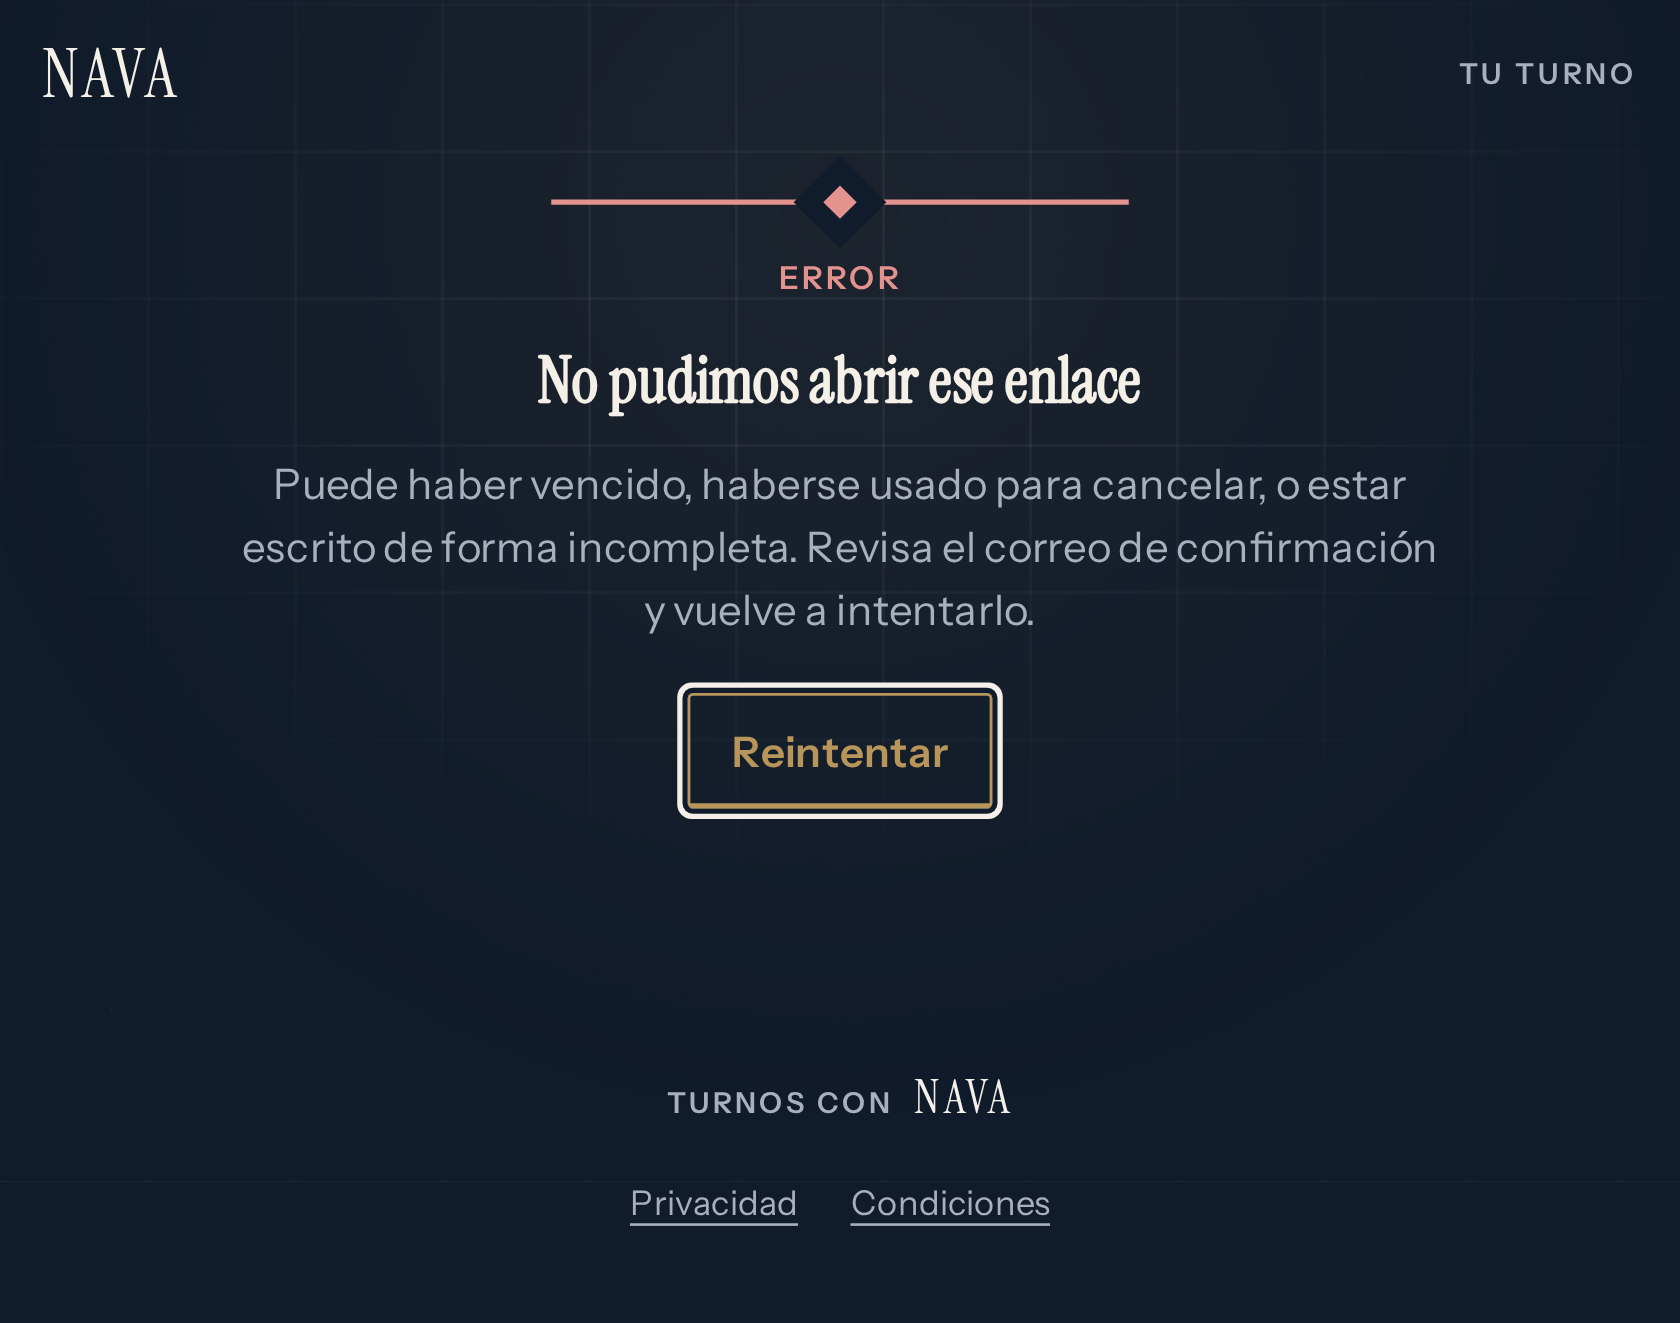 NAVA
TU TURNO
ERROR
No pudimos abrir ese enlace
Puede haber vencido, haberse usado para cancelar, o estar
escrito de forma incompleta. Revisa el correo de confirmación
y vuelve a intentarlo.
Reintentar
TURNOS CON NAVA
Privacidad Condiciones